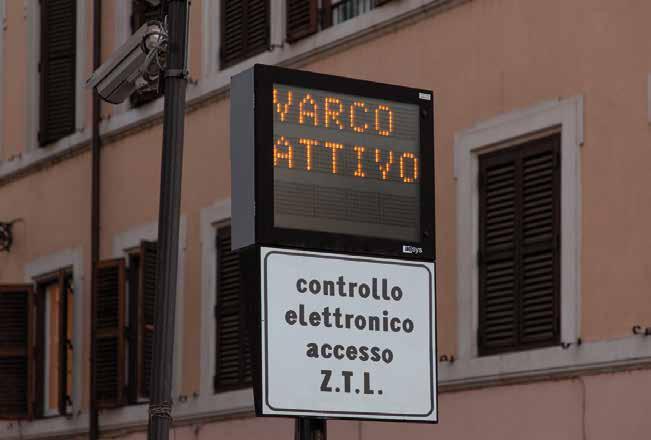 VARCO
ATTIVO
controllo
elettronico
accesso
Z.T.L.